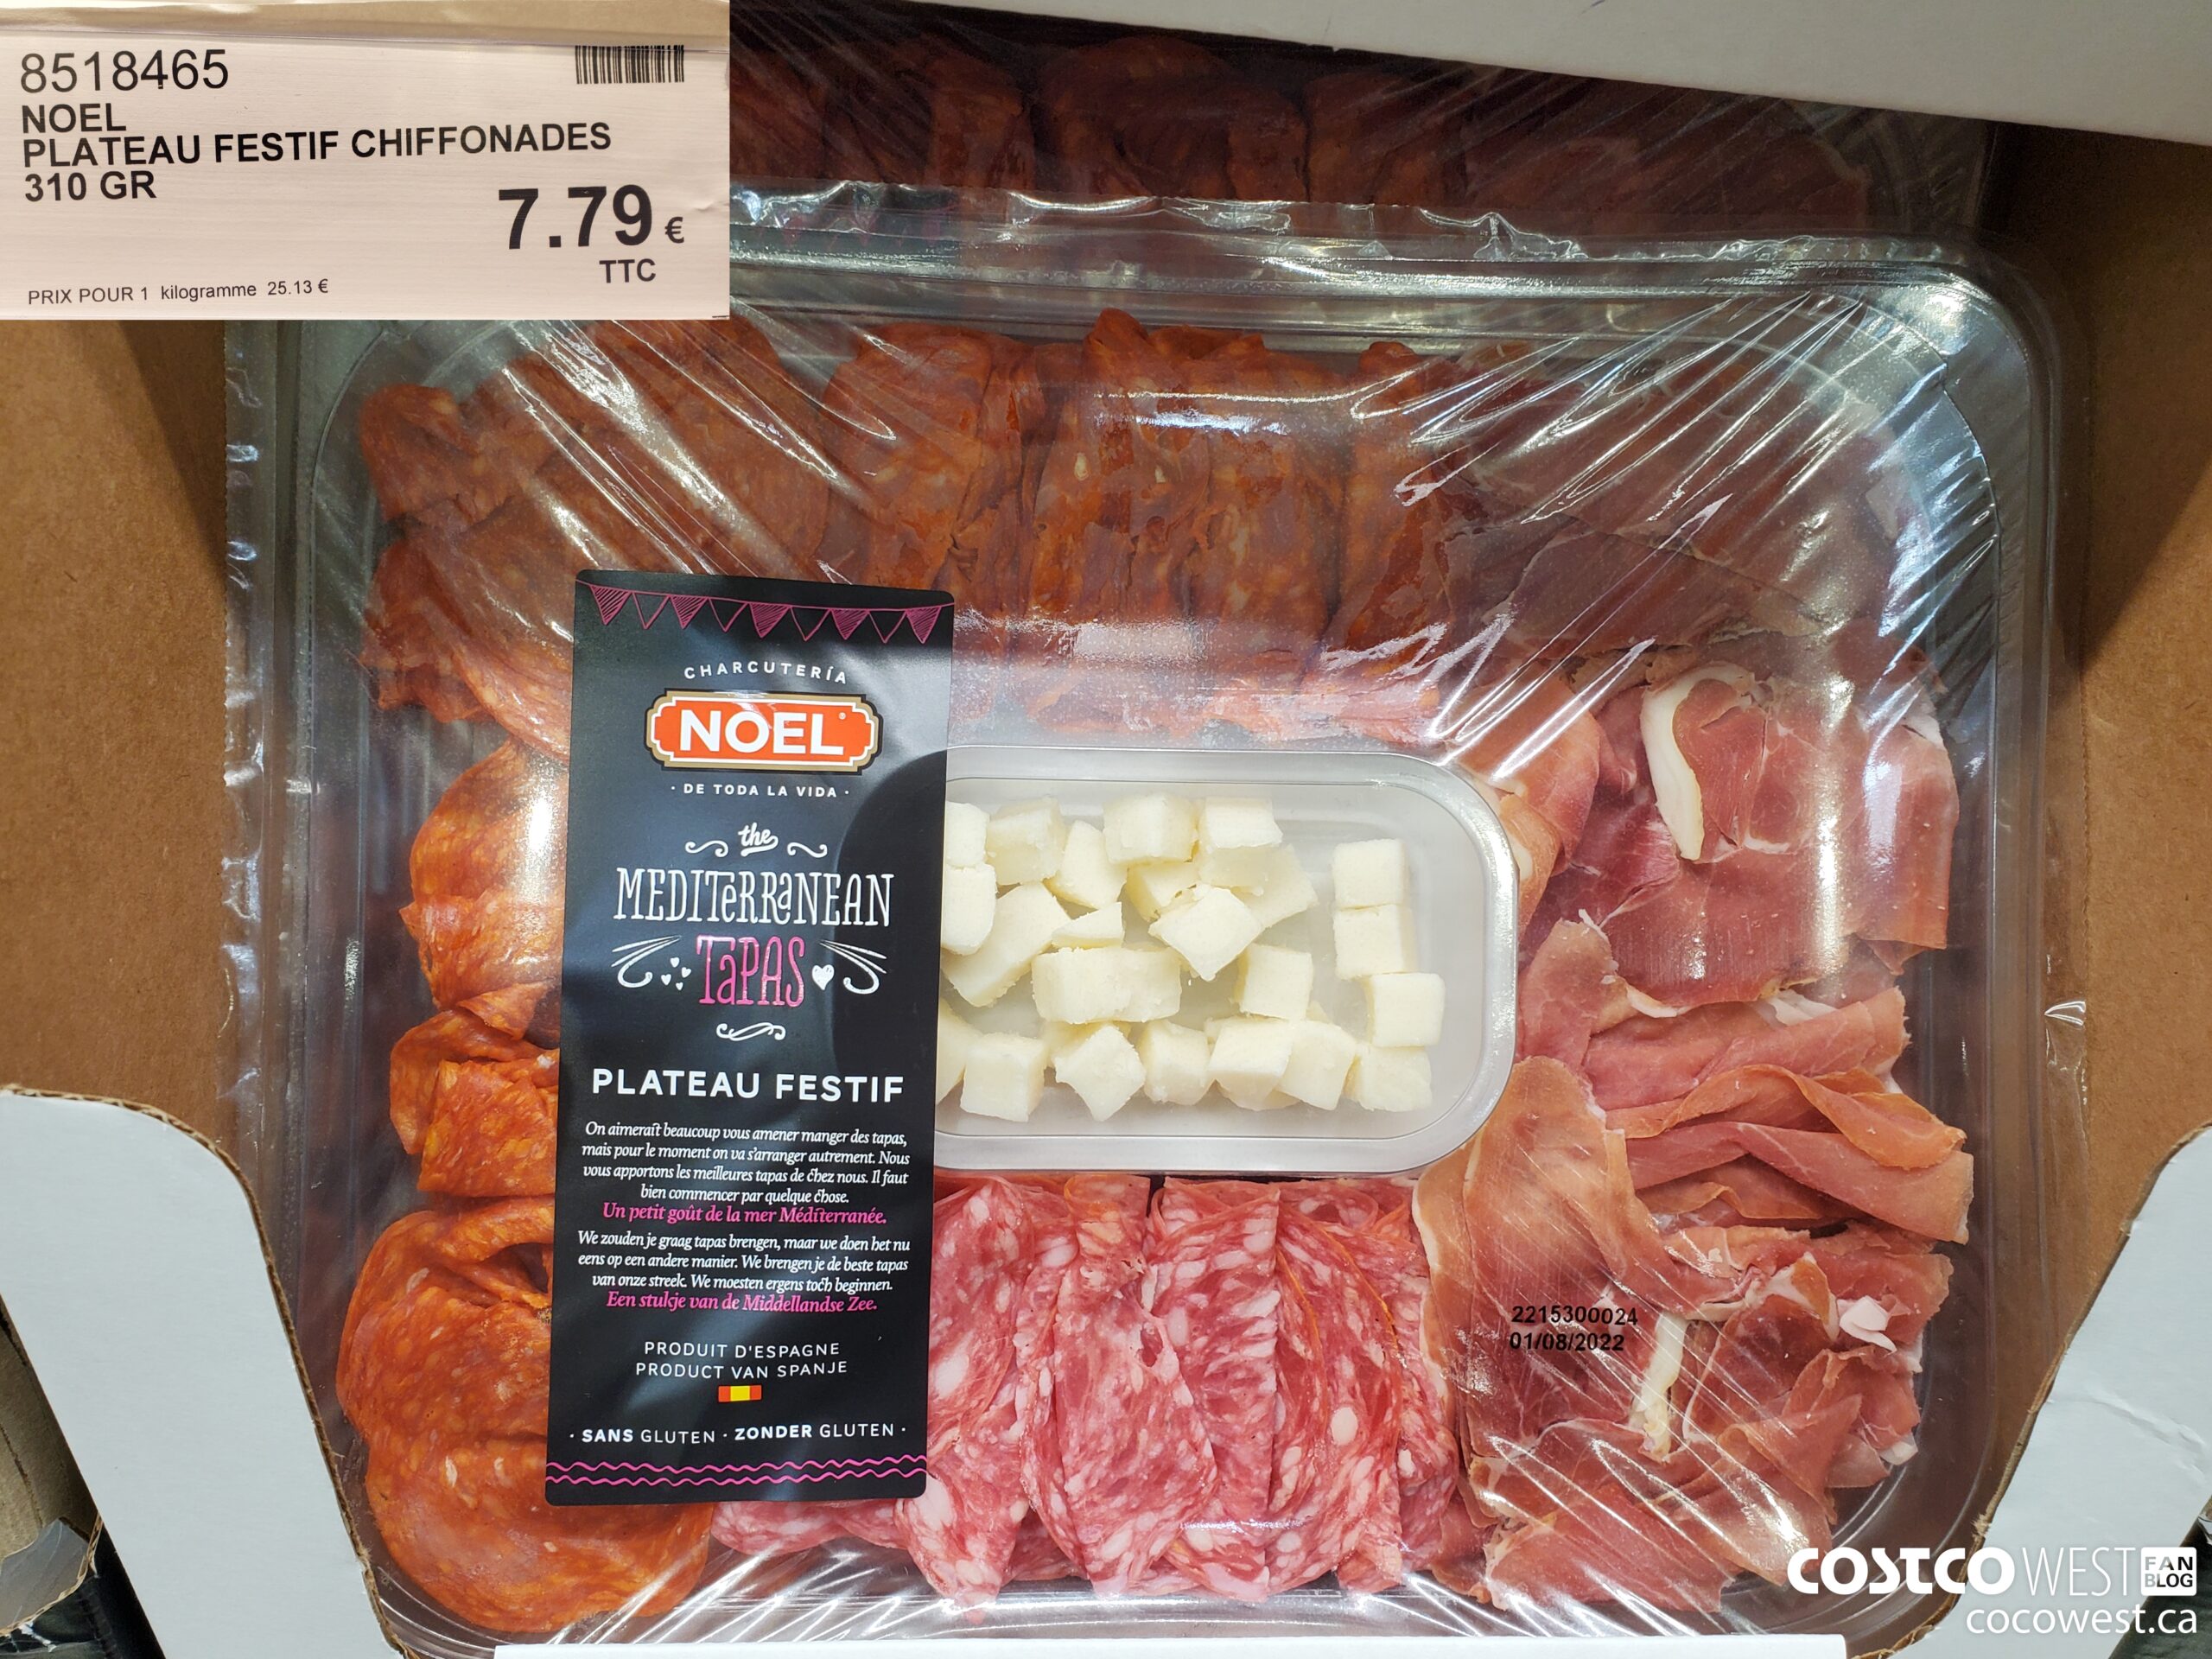 8518465
NOEL
PLATEAU FESTIF CHIFFONADES
310 GR
7.79 €
TTC
PRIX POUR 1 kilogramme 25.13 €
CHARCUTERÍA
NOEL
· DE TODA LA VIDA ·
the
MEDITERRANEAN
TAPAS
PLATEAU FESTIF
On aimerait beaucoup vous amener manger des tapas,
mais pour le moment on va s'arranger autrement. Nous
vous apportons les meilleures tapas de chez nous. Il faut
bien commencer par quelque chose.
Un petit goût de la mer Méditerranée.
We zouden je graag tapas brengen, maar we doen het nu
eens op een andere manier. We brengen je de beste tapas
van onze streek. We moesten ergens toch beginnen.
Een stukje van de Middellandse Zee.
PRODUIT D'ESPAGNE
PRODUCT VAN SPANJE
· SANS GLUTEN · ZONDER GLUTEN ·
2215300024
01/08/2022
COSTCO WEST FAN BLOG
cocowest.ca